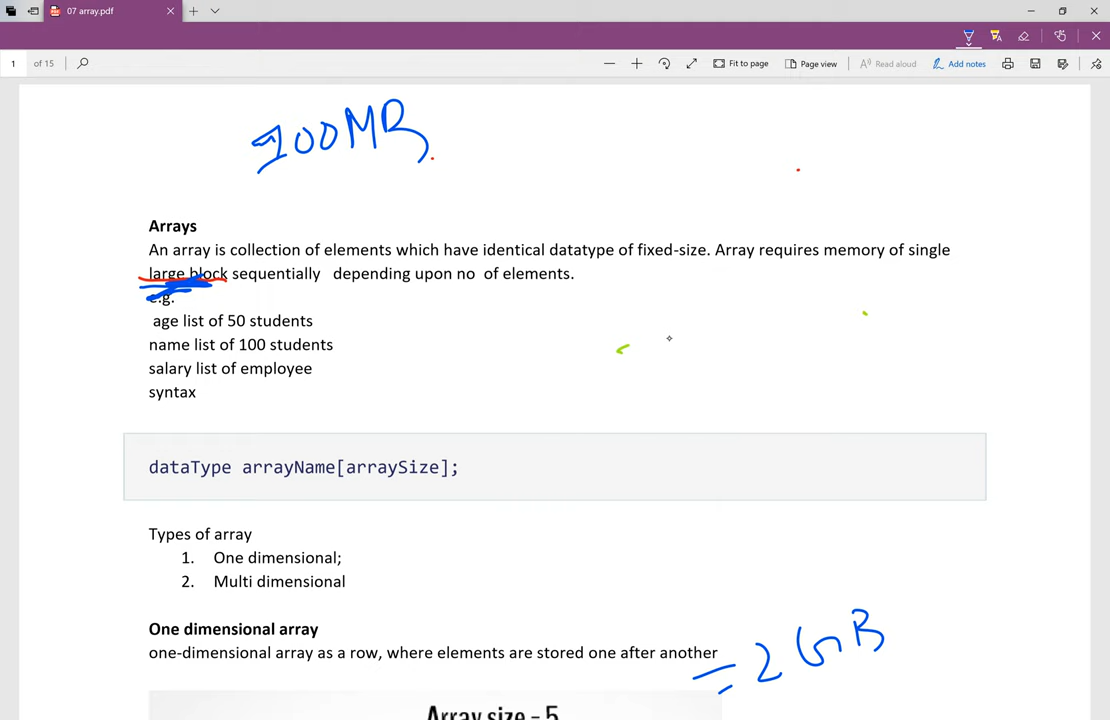 07 array.pdf
1 of 15
Fit to page
Page view
Read aloud
Add notes
100MB
Arrays
An array is collection of elements which have identical datatype of fixed-size. Array requires memory of single
large block sequentially depending upon no of elements.
e.g.
age list of 50 students
name list of 100 students
salary list of employee
syntax
dataType arrayName[arraySize];
Types of array
1. One dimensional;
2. Multi dimensional
One dimensional array
one-dimensional array as a row, where elements are stored one after another
= 2 GB
Array size – 5